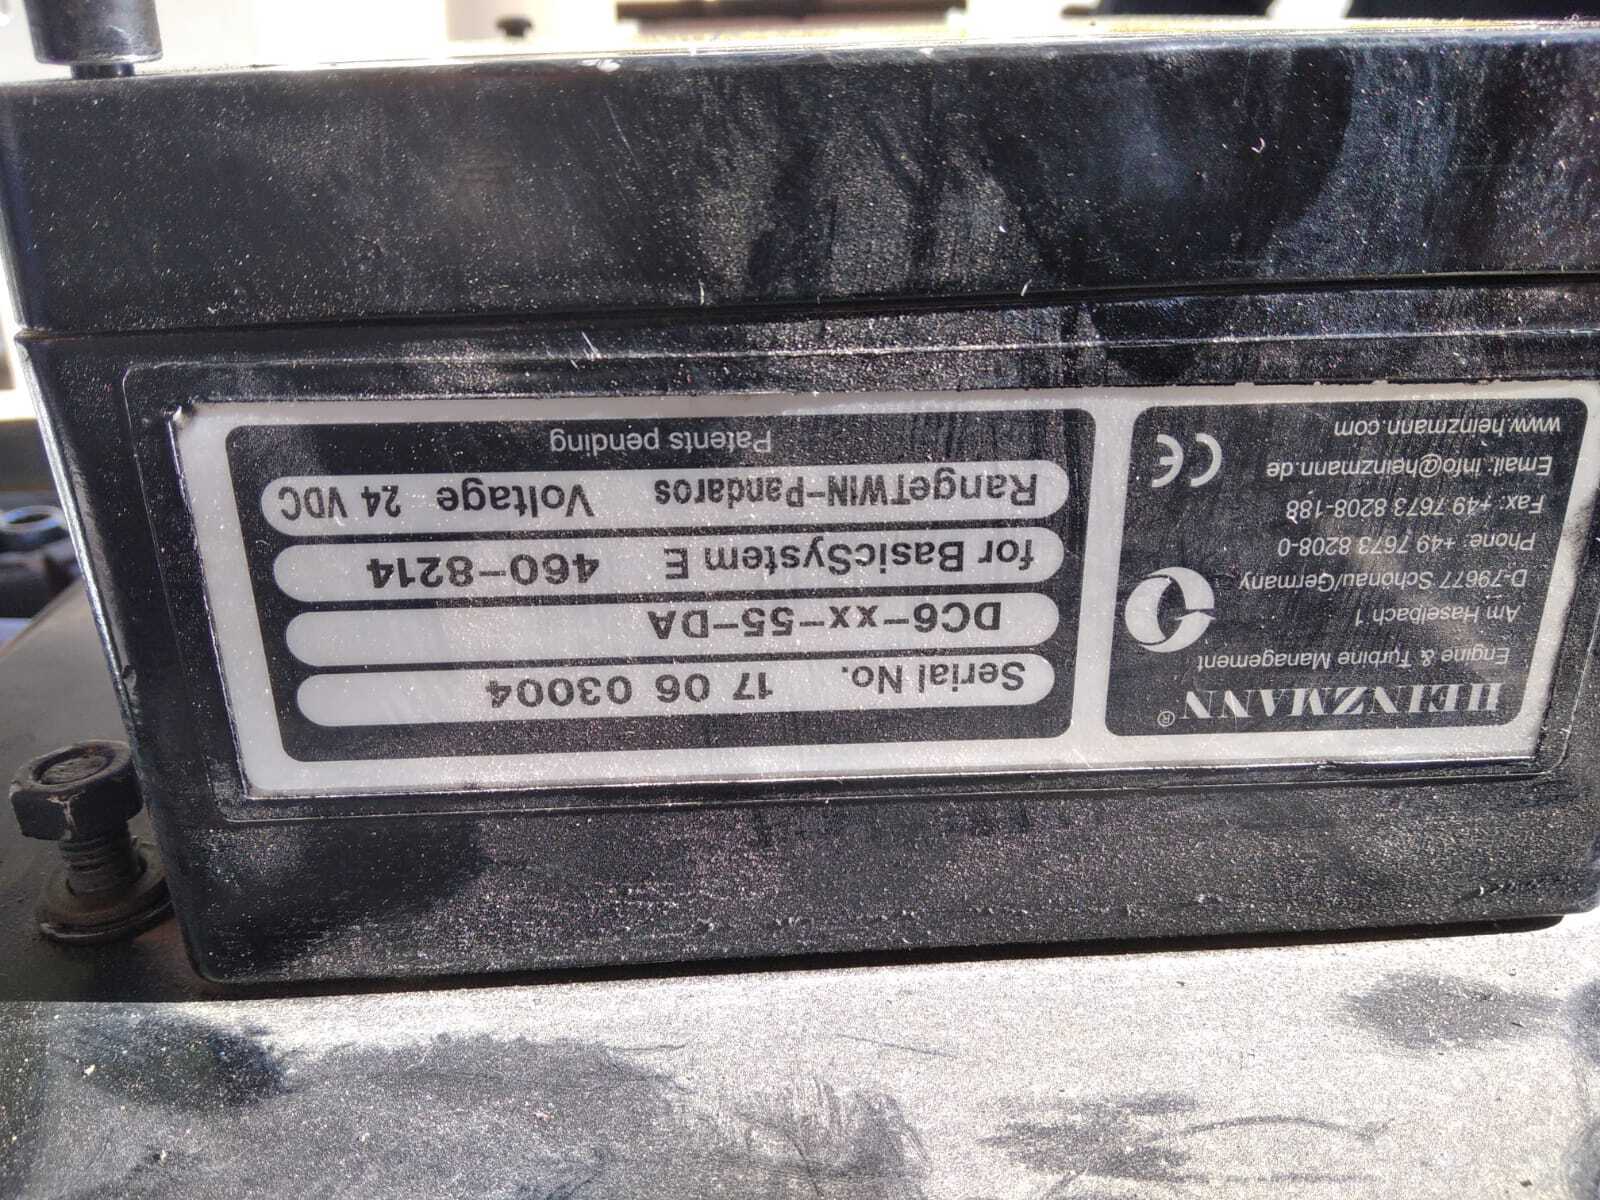 HEINZMANN®
Engine & Turbine Management
Am Haselbach 1
D-79677 Schönau/Germany
Phone: +49 7673 8208-0
Fax: +49 7673 8208-188
Email: info@heinzmann.de
www.heinzmann.com
CE
Serial No. 17 06 03004
DC6-xx-55-DA
for BasicSystem E 460-8214
RangeTWIN-Pandaros Voltage 24 VDC
Patents pending